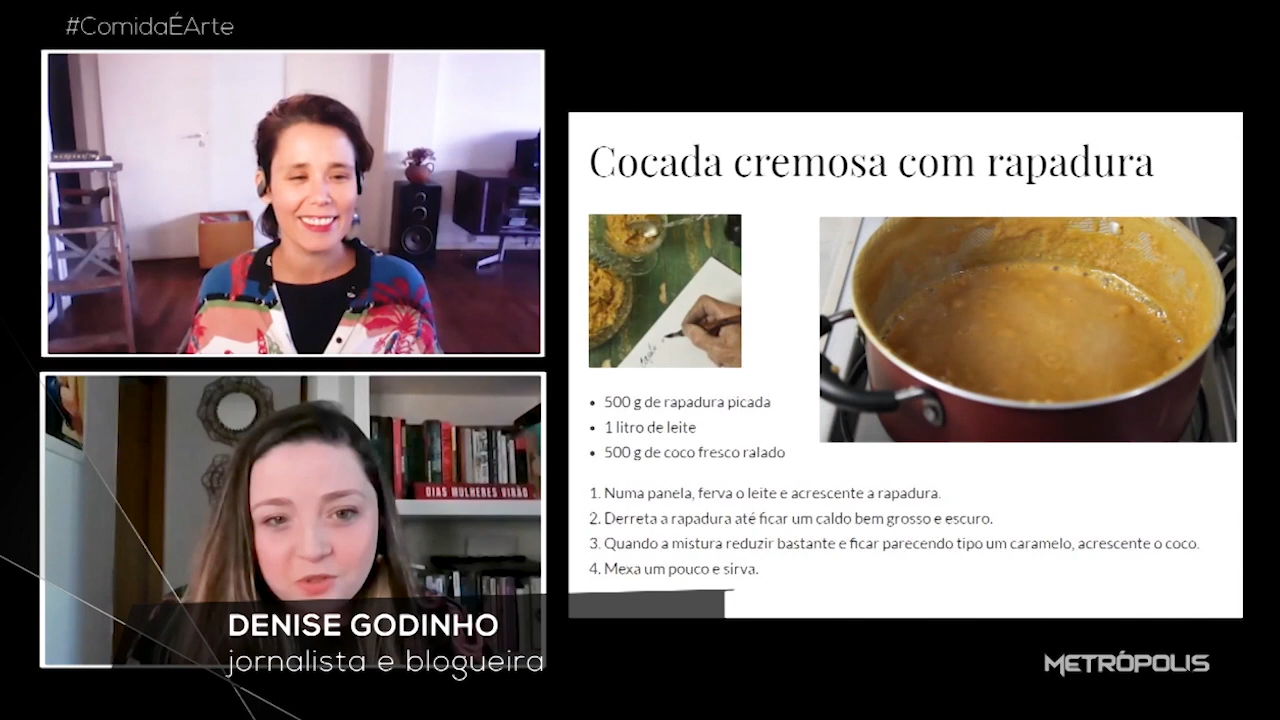 #ComidaÉArte
DIAS MULHERES VIRÃO
DENISE GODINHO
jornalista e blogueira
Cocada cremosa com rapadura
• 500 g de rapadura picada
• 1 litro de leite
• 500 g de coco fresco ralado
1. Numa panela, ferva o leite e acrescente a rapadura.
2. Derreta a rapadura até ficar um caldo bem grosso e escuro.
3. Quando a mistura reduzir bastante e ficar parecendo tipo um caramelo, acrescente o coco.
4. Mexa um pouco e sirva.
METRÓPOLIS